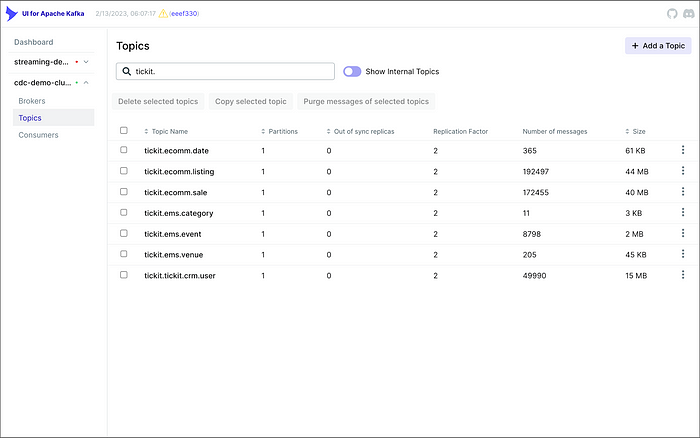 UI for Apache Kafka 2/13/2023, 06:07:17 (eeef330)
Dashboard
streaming-de...
cdc-demo-clu...
Brokers
Topics
Consumers
Topics
+ Add a Topic
tickit.
Show Internal Topics
Delete selected topics Copy selected topic Purge messages of selected topics
Topic Name Partitions Out of sync replicas Replication Factor Number of messages Size
tickit.ecomm.date 1 0 2 365 61 KB
tickit.ecomm.listing 1 0 2 192497 44 MB
tickit.ecomm.sale 1 0 2 172455 40 MB
tickit.ems.category 1 0 2 11 3 KB
tickit.ems.event 1 0 2 8798 2 MB
tickit.ems.venue 1 0 2 205 45 KB
tickit.tickit.crm.user 1 0 2 49990 15 MB